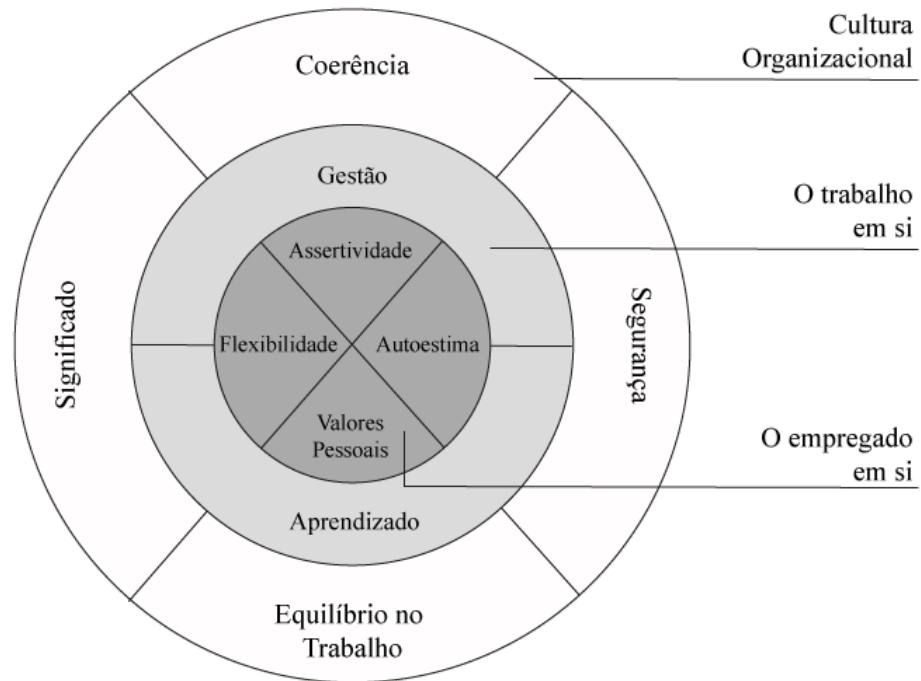 Cultura
Organizacional
Coerência
Gestão
O trabalho
em si
Assertividade
Significado
Flexibilidade
Autoestima
Segurança
Valores
Pessoais
O empregado
em si
Aprendizado
Equilíbrio no
Trabalho